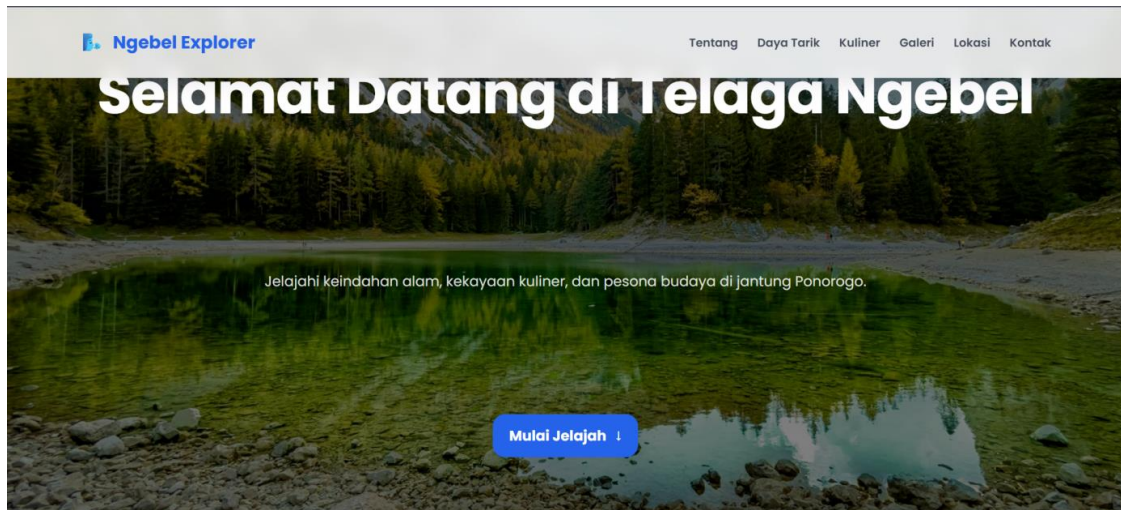 Ngebel Explorer
Tentang Daya Tarik Kuliner Galeri Lokasi Kontak
Selamat Datang di Telaga Ngebel
Jelajahi keindahan alam, kekayaan kuliner, dan pesona budaya di jantung Ponorogo.
Mulai Jelajah ↓